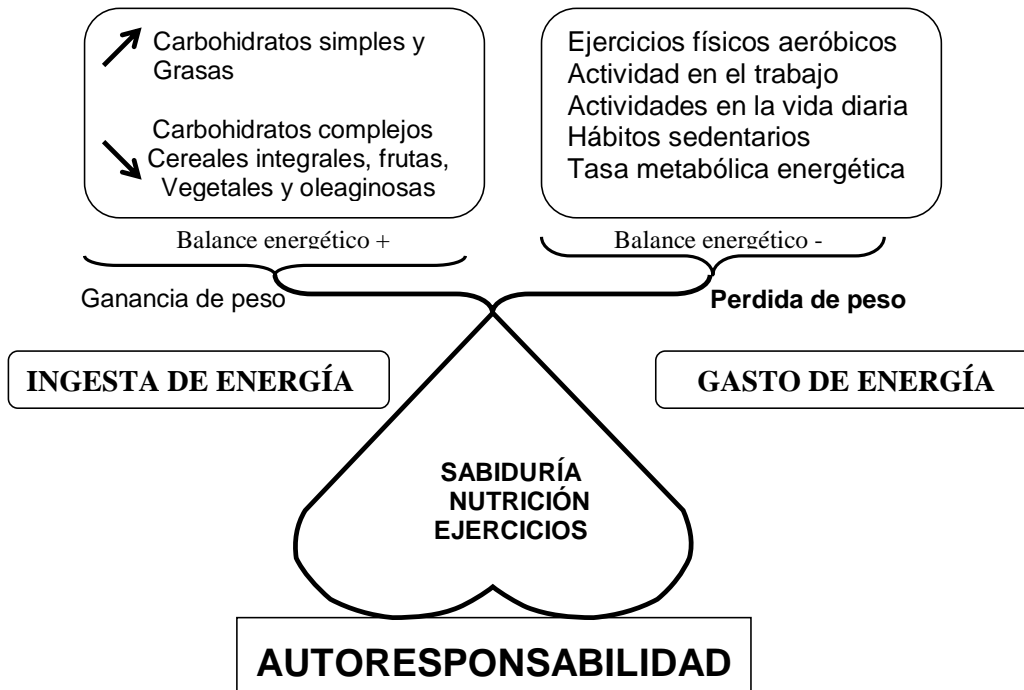 Carbohidratos simples y
Grasas
Carbohidratos complejos
Cereales integrales, frutas,
Vegetales y oleaginosas
Ejercicios físicos aeróbicos
Actividad en el trabajo
Actividades en la vida diaria
Hábitos sedentarios
Tasa metabólica energética
Balance energético +
Balance energético -
Ganancia de peso
Perdida de peso
INGESTA DE ENERGÍA
GASTO DE ENERGÍA
SABIDURÍA
NUTRICIÓN
EJERCICIOS
AUTORESPONSABILIDAD